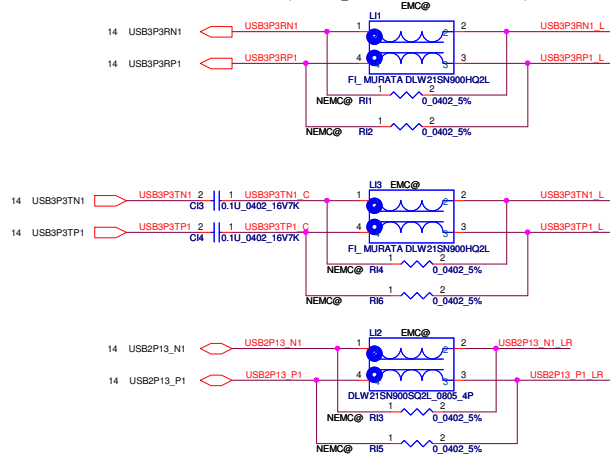 EMC@
LI1
14 USB3P3RN1 USB3P3RN1 1 2 USB3P3RN1_L
14 USB3P3RP1 USB3P3RP1 4 3 USB3P3RP1_L
FI_MURATA DLW21SN900HQ2L
1 2
NEMC@ RI1 0_0402_5%
1 2
NEMC@ RI2 0_0402_5%
LI3 EMC@
14 USB3P3TN1 USB3P3TN1 2 1 USB3P3TN1_C 1 2 USB3P3TN1_L
CI3 0.1U_0402_16V7K
14 USB3P3TP1 USB3P3TP1 2 1 USB3P3TP1_C 4 3 USB3P3TP1_L
CI4 0.1U_0402_16V7K
FI_MURATA DLW21SN900HQ2L
1 2
NEMC@ RI4 0_0402_5%
1 2
NEMC@ RI6 0_0402_5%
LI2 EMC@
14 USB2P13_N1 USB2P13_N1 1 2 USB2P13_N1_LR
14 USB2P13_P1 USB2P13_P1 4 3 USB2P13_P1_LR
DLW21SN900SQ2L_0805_4P
1 2
NEMC@ RI3 0_0402_5%
1 2
NEMC@ RI5 0_0402_5%